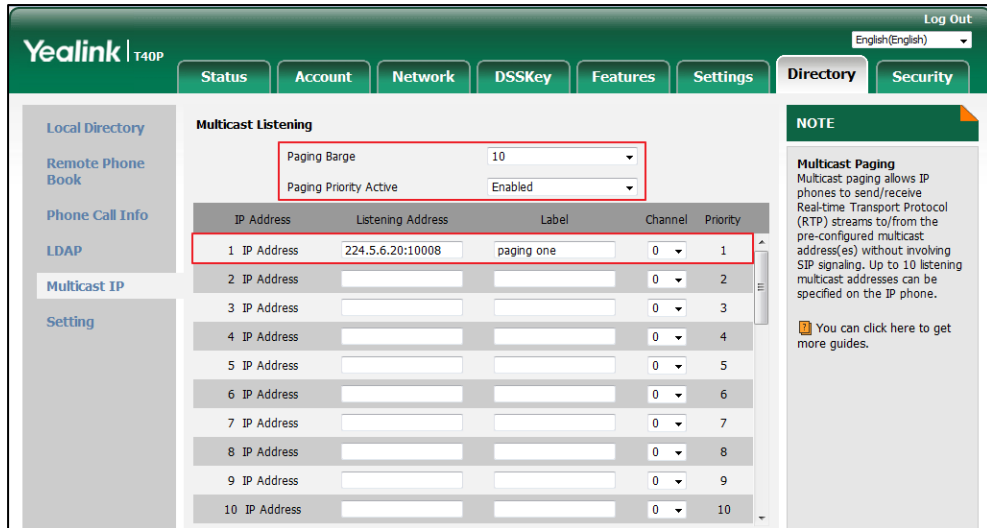 Log Out
Yealink | T40P
English(English)
Status Account Network DSSKey Features Settings Directory Security
Local Directory
Remote Phone
Book
Phone Call Info
LDAP
Multicast IP
Setting
Multicast Listening
Paging Barge 10
Paging Priority Active Enabled
IP Address Listening Address Label Channel Priority
1 IP Address 224.5.6.20:10008 paging one 0 1
2 IP Address 0 2
3 IP Address 0 3
4 IP Address 0 4
5 IP Address 0 5
6 IP Address 0 6
7 IP Address 0 7
8 IP Address 0 8
9 IP Address 0 9
10 IP Address 0 10
NOTE
Multicast Paging
Multicast paging allows IP
phones to send/receive
Real-time Transport Protocol
(RTP) streams to/from the
pre-configured multicast
address(es) without involving
SIP signaling. Up to 10 listening
multicast addresses can be
specified on the IP phone.
You can click here to get
more guides.